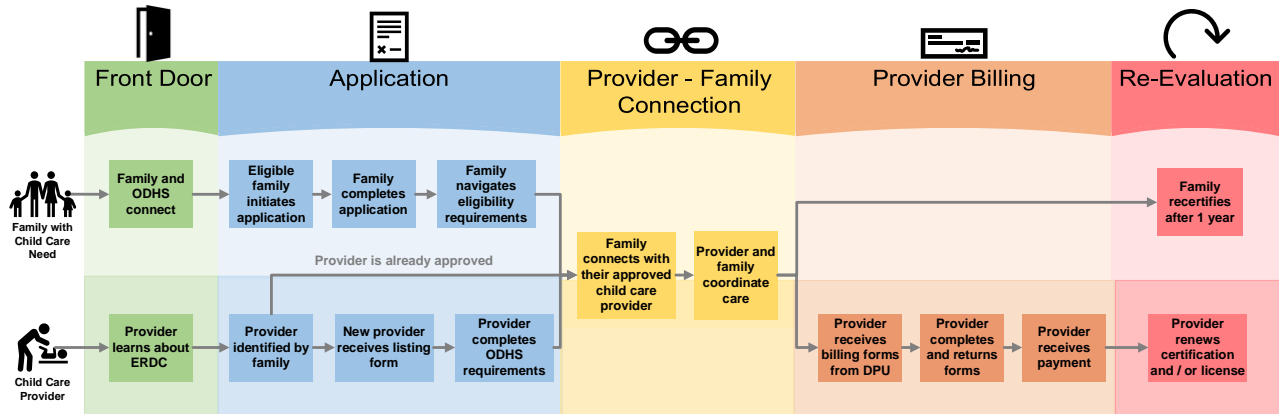 Front Door
Application
Provider - Family
Connection
Provider Billing
Re-Evaluation
Family with
Child Care
Need
Family and
ODHS
connect
Eligible
family
initiates
application
Family
completes
application
Family
navigates
eligibility
requirements
Family
recertifies
after 1 year
Provider is already approved
Family
connects with
their approved
child care
provider
Provider and
family
coordinate
care
Child Care
Provider
Provider
learns about
ERDC
Provider
identified by
family
New provider
receives listing
form
Provider
completes
ODHS
requirements
Provider
receives
billing forms
from DPU
Provider
completes
and returns
forms
Provider
receives
payment
Provider
renews
certification
and / or license